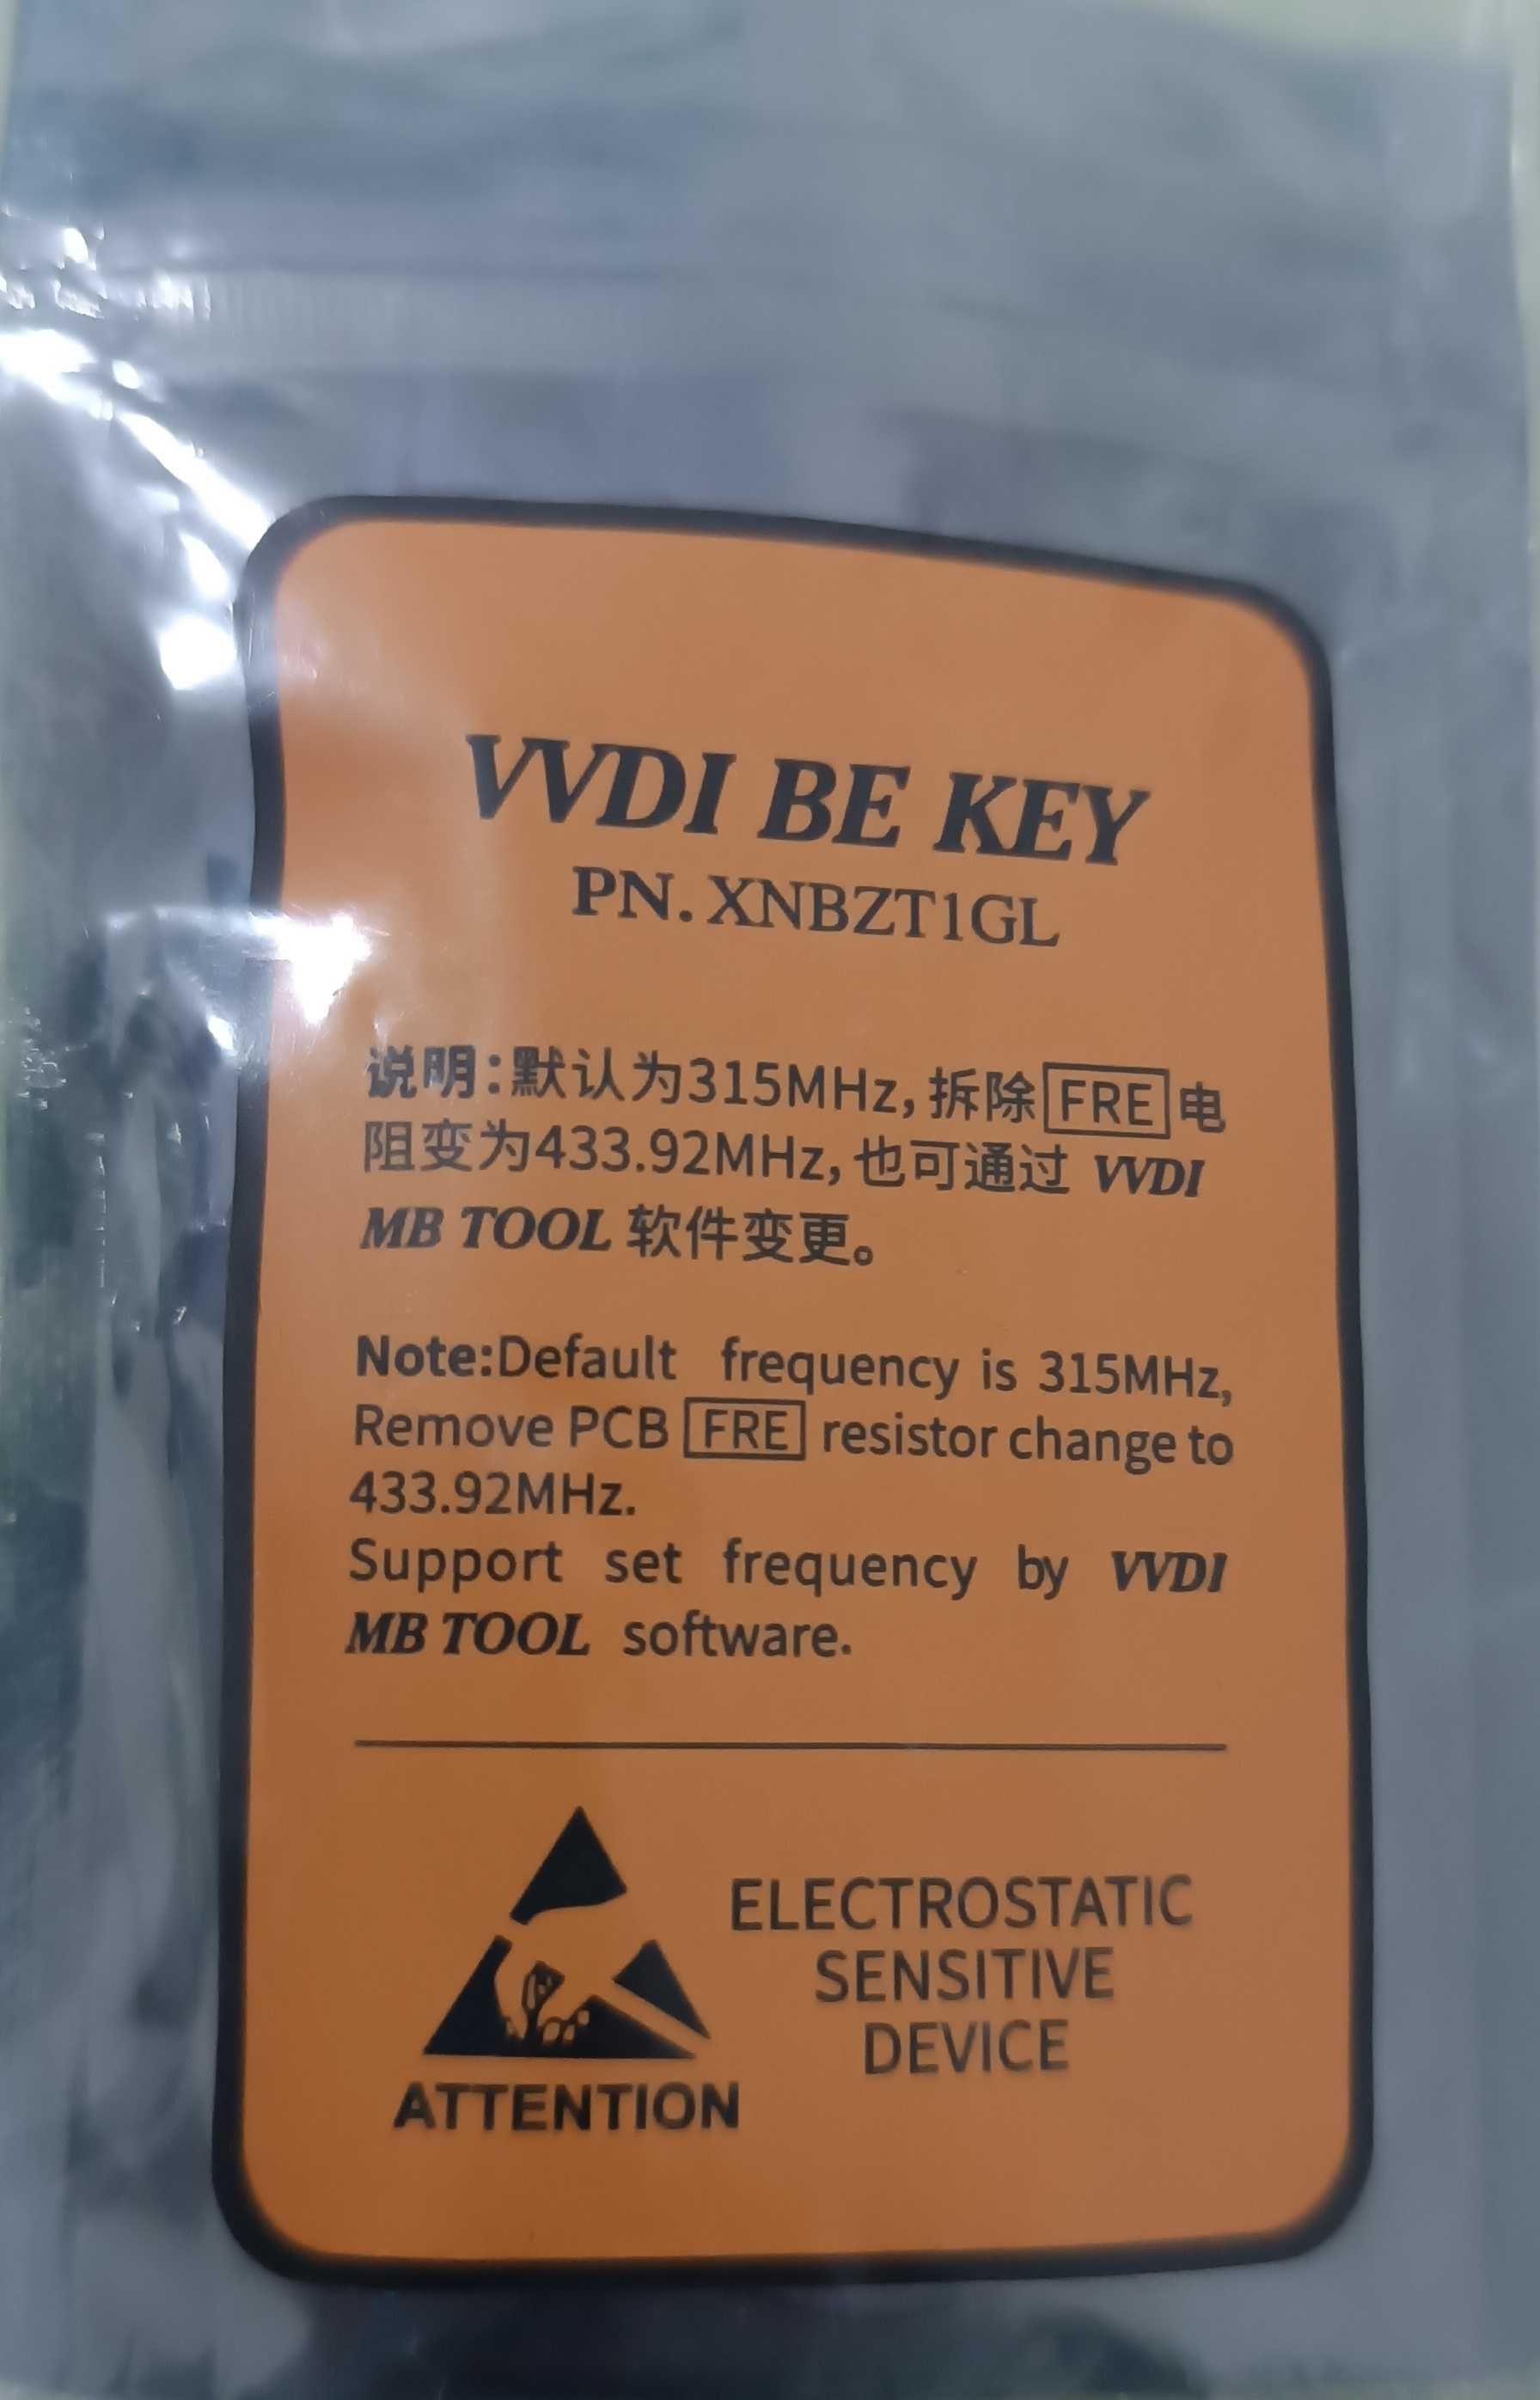 VVDI BE KEY
PN.XNBZT1GL
说明:默认为315MHz,拆除FRE电
阻变为433.92MHz,也可通过 VVDI
MB TOOL 软件变更。
Note:Default frequency is 315MHz,
Remove PCB FRE resistor change to
433.92MHz.
Support set frequency by VVDI
MB TOOL software.
ELECTROSTATIC
SENSITIVE
DEVICE
ATTENTION